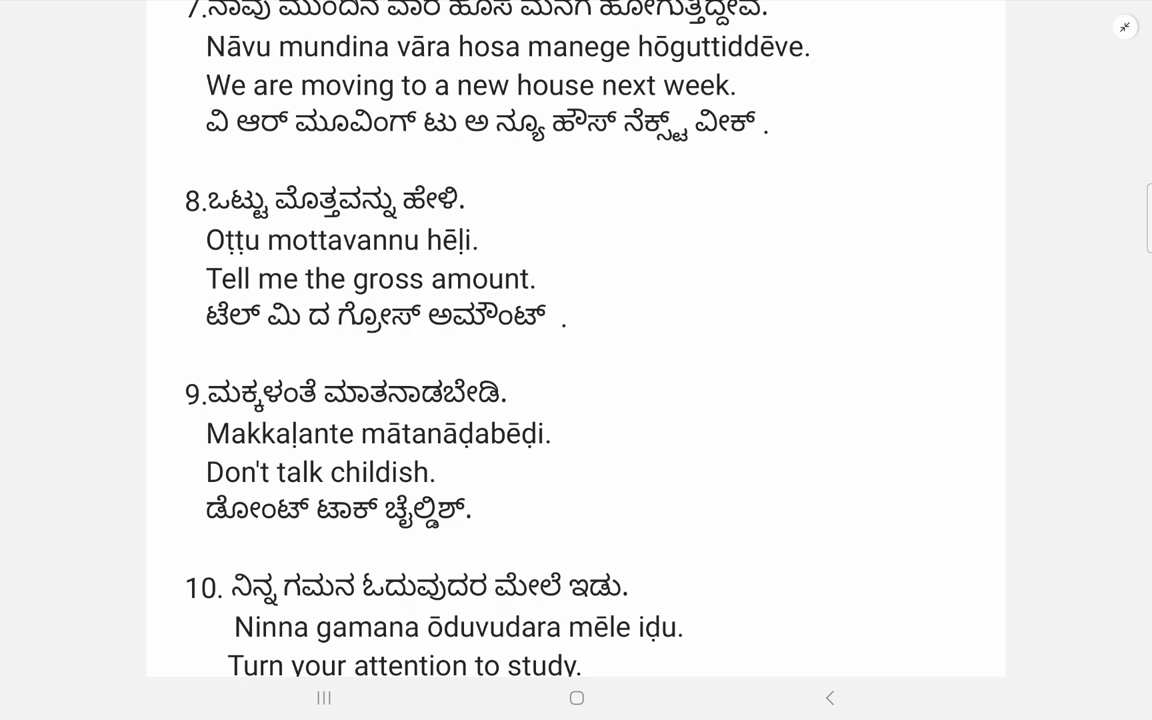 7.ನಾವು ಮುಂದಿನ ವಾರ ಹೊಸ ಮನೆಗೆ ಹೋಗುತ್ತಿದ್ದೇವೆ.
Nāvu mundina vāra hosa manege hōguttiddēve.
We are moving to a new house next week.
ವಿ ಆರ್ ಮೂವಿಂಗ್ ಟು ಅ ನ್ಯೂ ಹೌಸ್ ನೆಕ್ಸ್ಟ್ ವೀಕ್ .
8.ಒಟ್ಟು ಮೊತ್ತವನ್ನು ಹೇಳಿ.
Oṭṭu mottavannu hēḷi.
Tell me the gross amount.
ಟೆಲ್ ಮಿ ದ ಗ್ರೋಸ್ ಅಮೌಂಟ್ .
9.ಮಕ್ಕಳಂತೆ ಮಾತನಾಡಬೇಡಿ.
Makkaḷante mātanāḍabēḍi.
Don't talk childish.
ಡೋಂಟ್ ಟಾಕ್ ಚೈಲ್ಡಿಶ್.
10. ನಿನ್ನ ಗಮನ ಓದುವುದರ ಮೇಲೆ ಇಡು.
Ninna gamana ōduvudara mēle iḍu.
Turn your attention to study.